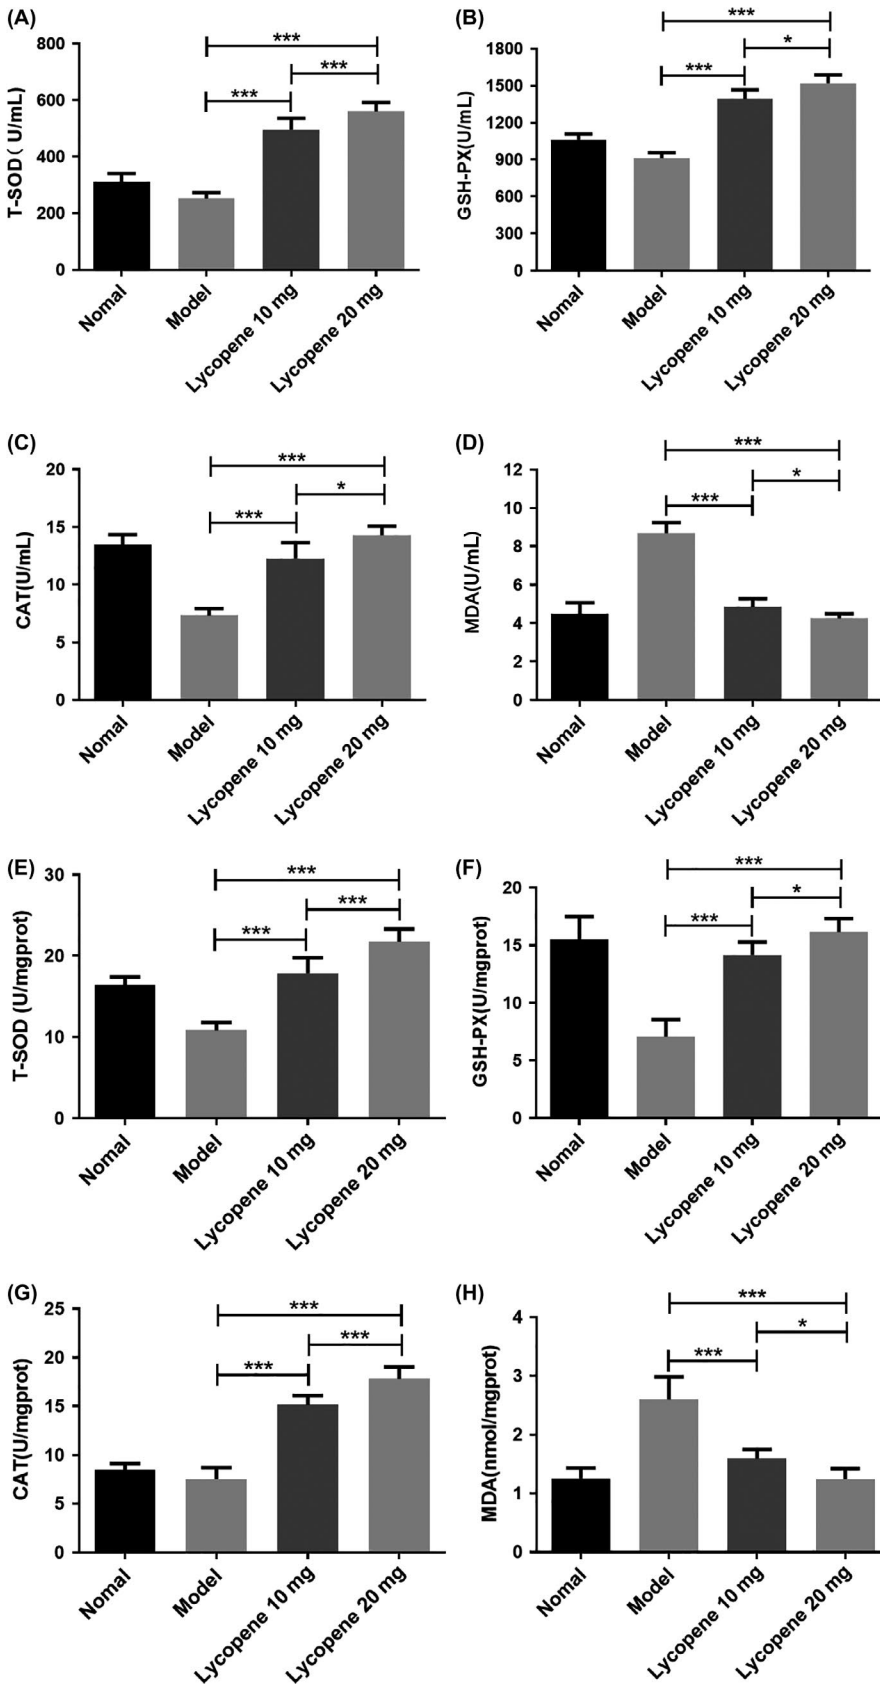 (A)
***
***
***
800
600
400
200
0
T-SOD( U/mL)
Nomal
Model
Lycopene 10 mg
Lycopene 20 mg
(B)
***
*
***
1800
1500
1200
900
600
300
0
GSH-PX(U/mL)
Nomal
Model
Lycopene 10 mg
Lycopene 20 mg
(C)
***
*
***
20
15
10
5
0
CAT(U/mL)
Nomal
Model
Lycopene 10 mg
Lycopene 20 mg
(D)
***
*
***
12
10
8
6
4
2
0
MDA(U/mL)
Nomal
Model
Lycopene 10 mg
Lycopene 20 mg
(E)
***
***
***
30
20
10
0
T-SOD (U/mgprot)
Nomal
Model
Lycopene 10 mg
Lycopene 20 mg
(F)
***
*
***
20
15
10
5
0
GSH-PX(U/mgprot)
Nomal
Model
Lycopene 10 mg
Lycopene 20 mg
(G)
***
***
***
25
20
15
10
5
0
CAT(U/mgprot)
Nomal
Model
Lycopene 10 mg
Lycopene 20 mg
(H)
***
*
***
4
3
2
1
0
MDA(nmol/mgprot)
Nomal
Model
Lycopene 10 mg
Lycopene 20 mg